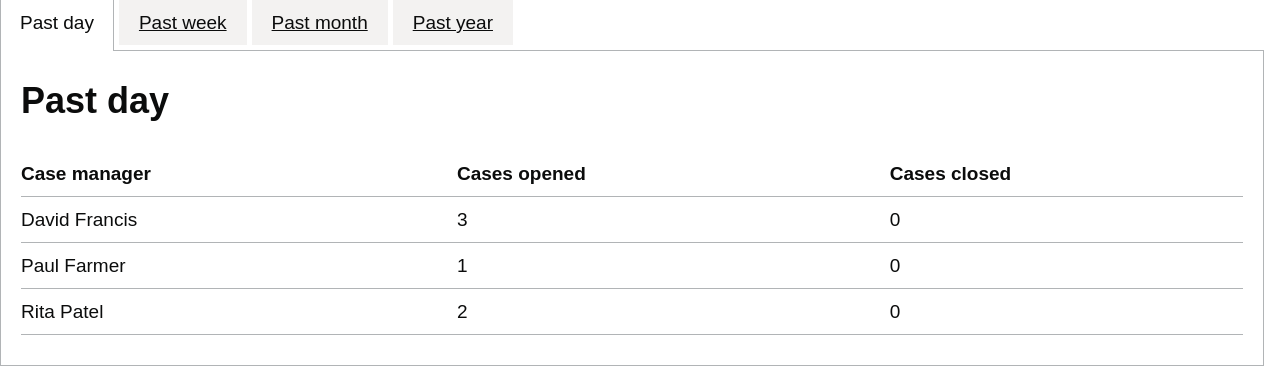 Past day Past week Past month Past year
Past day
Case manager Cases opened Cases closed
David Francis 3 0
Paul Farmer 1 0
Rita Patel 2 0